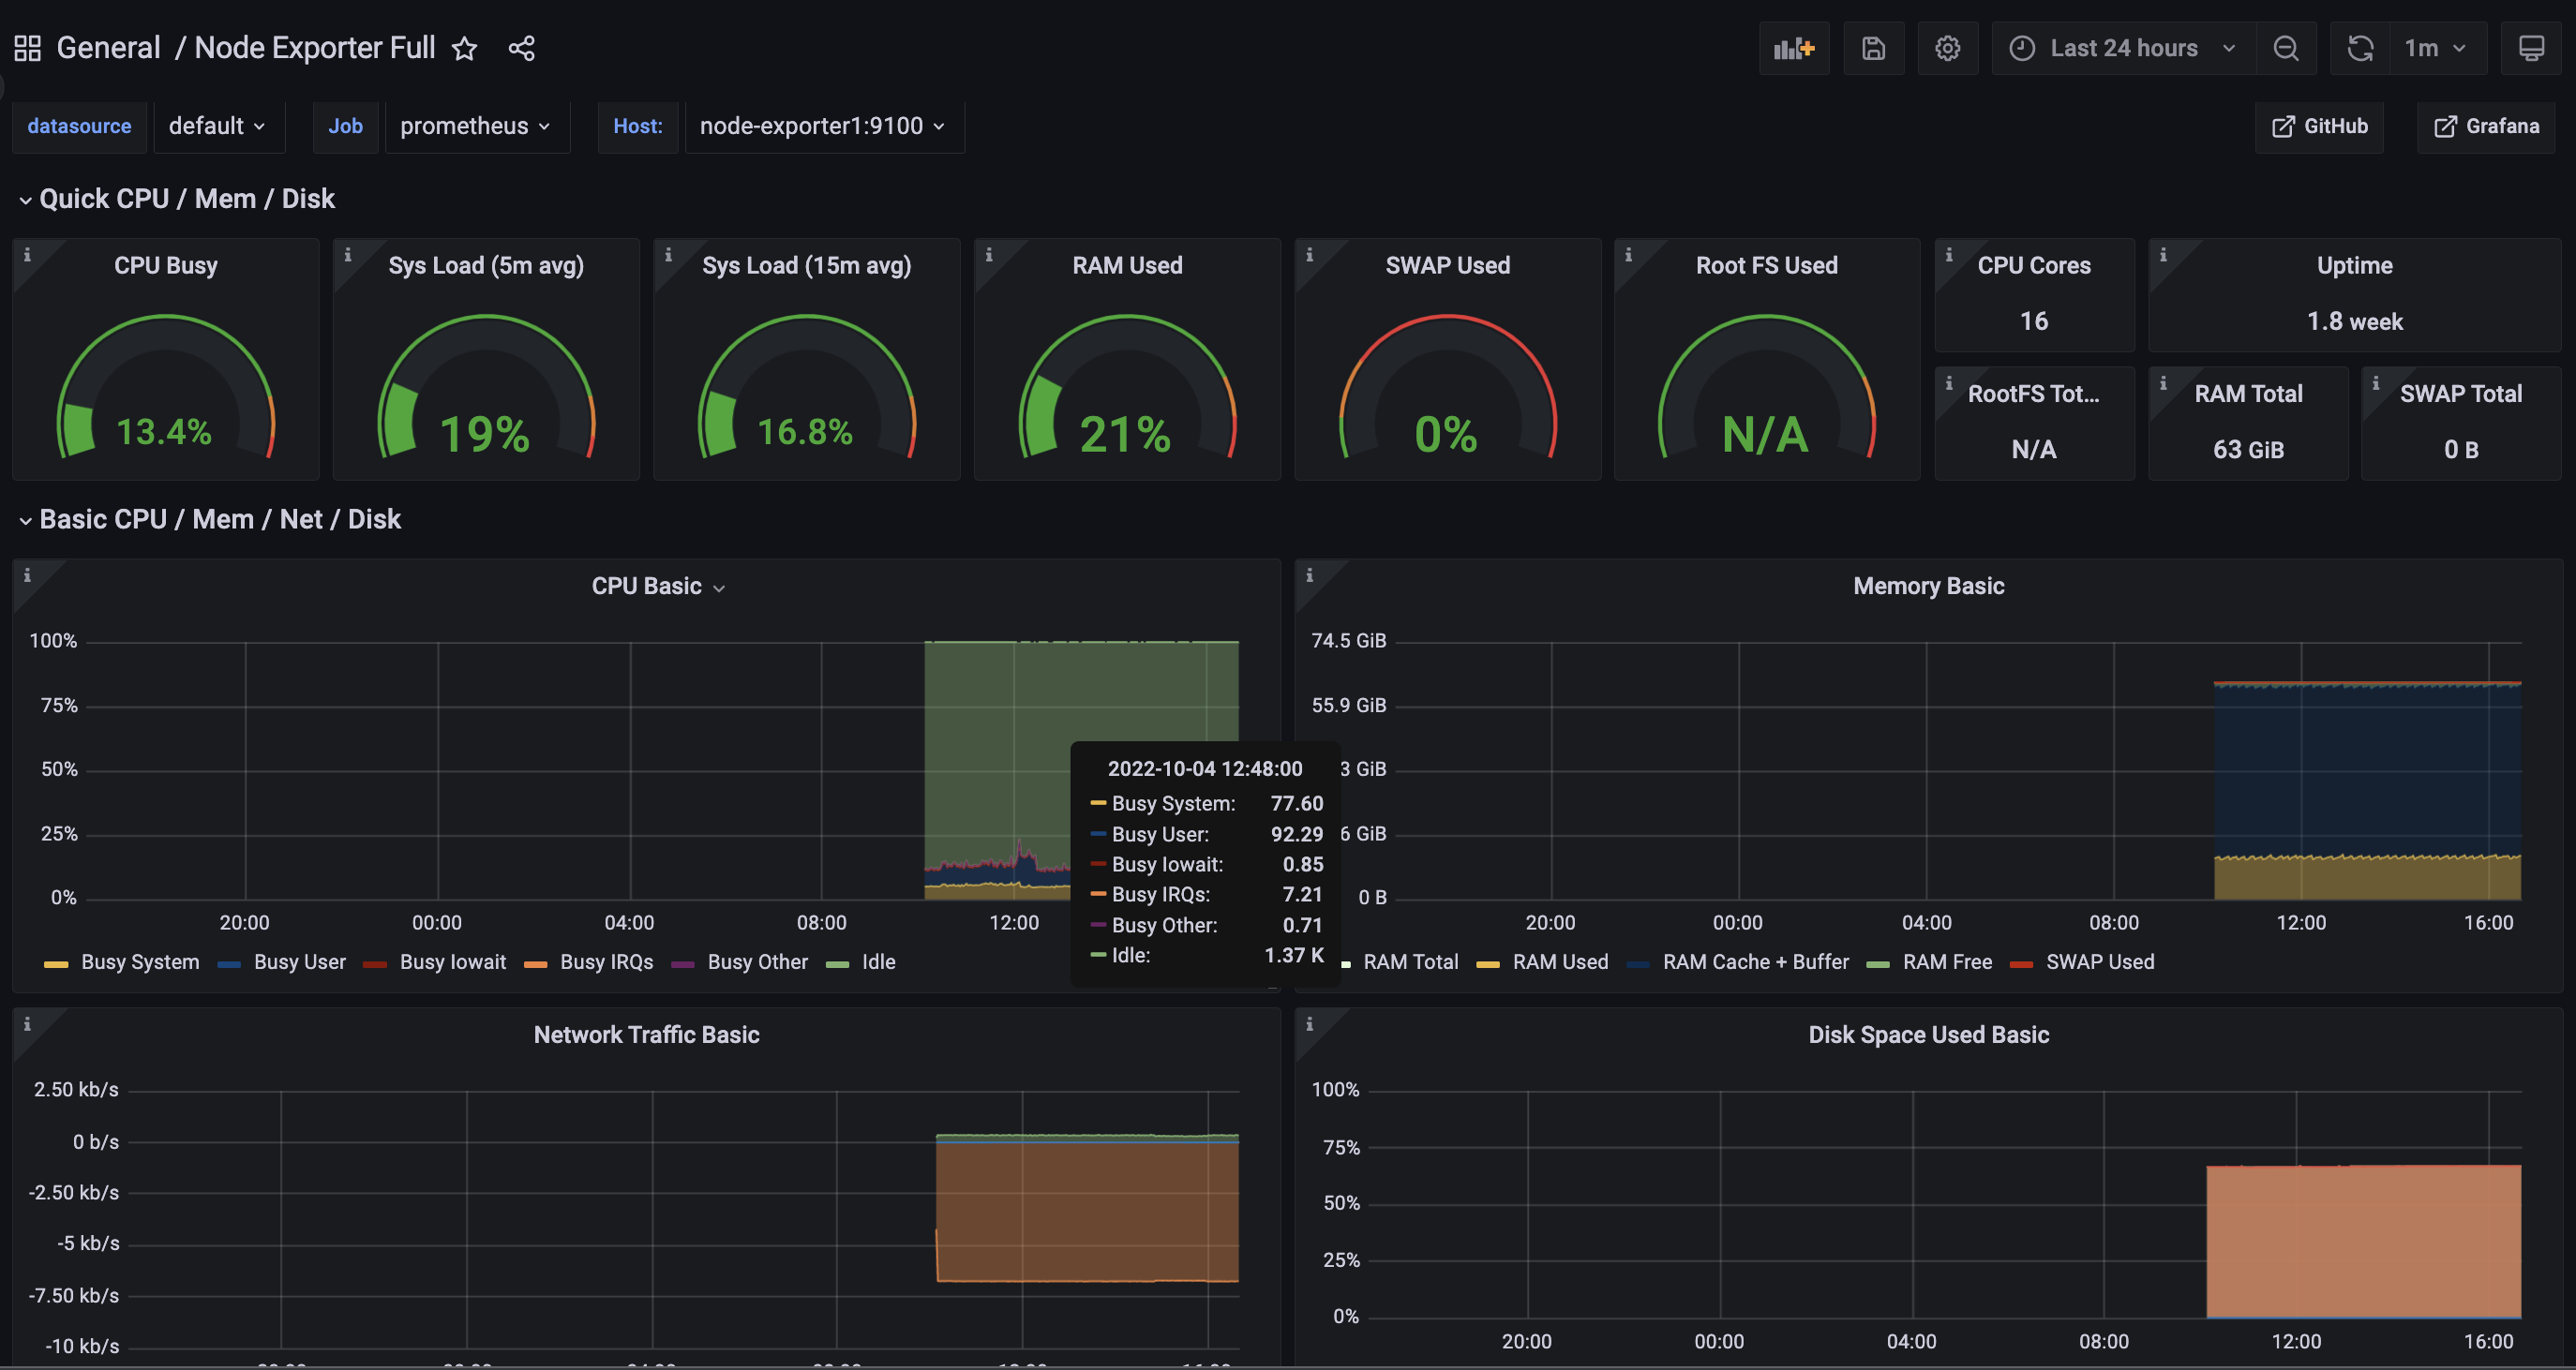 General / Node Exporter Full
Last 24 hours
1m
datasource default Job prometheus Host: node-exporter1:9100 GitHub Grafana
Quick CPU / Mem / Disk
CPU Busy
13.4%
Sys Load (5m avg)
19%
Sys Load (15m avg)
16.8%
RAM Used
21%
SWAP Used
0%
Root FS Used
N/A
CPU Cores
16
Uptime
1.8 week
RootFS Tot...
N/A
RAM Total
63 GiB
SWAP Total
0 B
Basic CPU / Mem / Net / Disk
CPU Basic
100%
75%
50%
25%
0%
20:00 00:00 04:00 08:00 12:00
Busy System Busy User Busy Iowait Busy IRQs Busy Other Idle
2022-10-04 12:48:00
Busy System: 77.60
Busy User: 92.29
Busy Iowait: 0.85
Busy IRQs: 7.21
Busy Other: 0.71
Idle: 1.37 K
Memory Basic
74.5 GiB
55.9 GiB
3 GiB
6 GiB
0 B
20:00 00:00 04:00 08:00 12:00 16:00
RAM Total RAM Used RAM Cache + Buffer RAM Free SWAP Used
Network Traffic Basic
2.50 kb/s
0 b/s
-2.50 kb/s
-5 kb/s
-7.50 kb/s
-10 kb/s
Disk Space Used Basic
100%
75%
50%
25%
0%
20:00 00:00 04:00 08:00 12:00 16:00